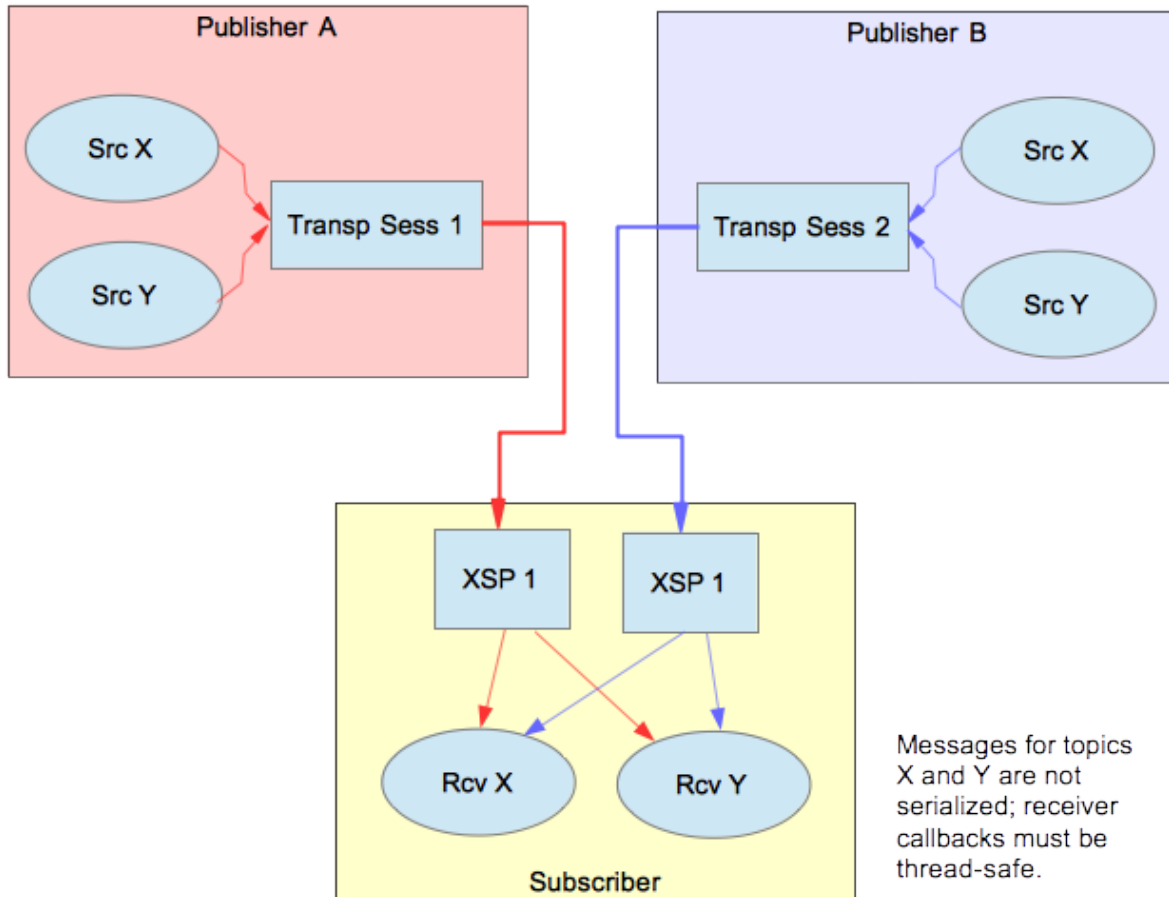 Publisher A
Publisher B
Src X
Src Y
Transp Sess 1
Transp Sess 2
Src X
Src Y
XSP 1
XSP 1
Rcv X
Rcv Y
Subscriber
Messages for topics
X and Y are not
serialized; receiver
callbacks must be
thread-safe.